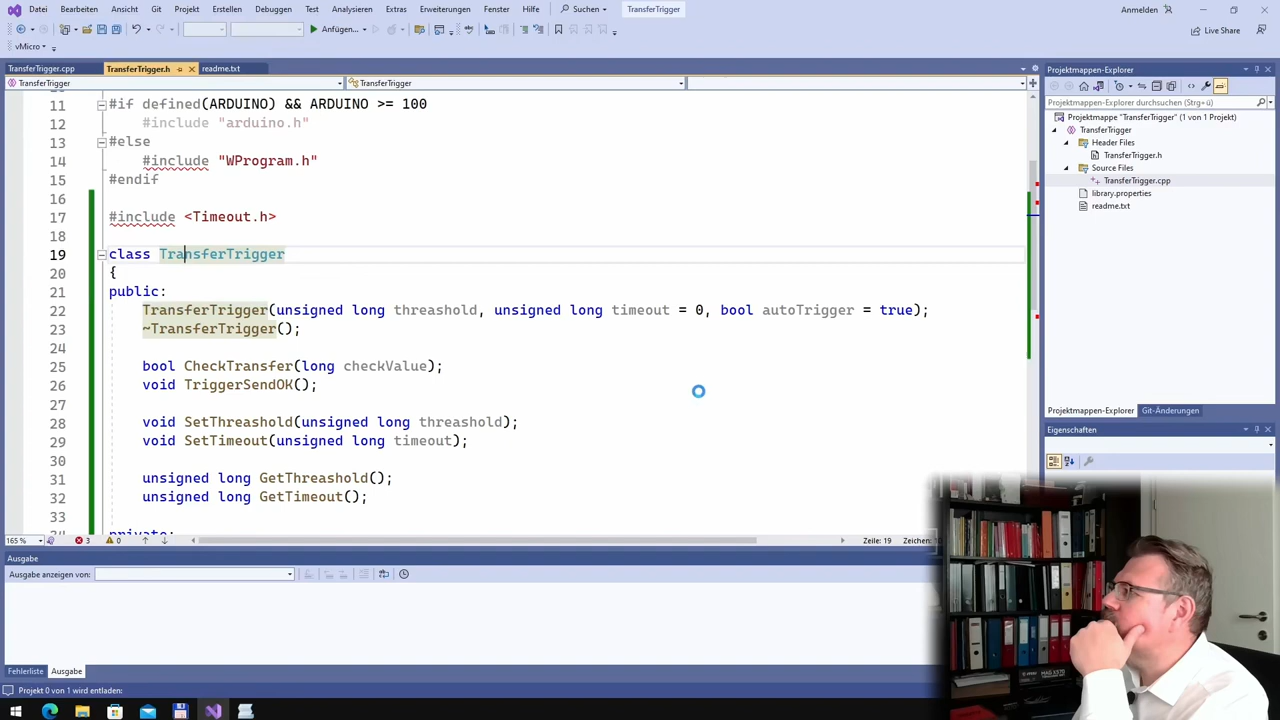 Datei Bearbeiten Ansicht Git Projekt Erstellen Debuggen Test Analysieren Extras Erweiterungen Fenster Hilfe Suchen TransferTrigger Anmelden
Anfügen... Live Share
vMicro
TransferTrigger.cpp TransferTrigger.h readme.txt
TransferTrigger TransferTrigger
11 #if defined(ARDUINO) && ARDUINO >= 100
12 #include "arduino.h"
13 #else
14 #include "WProgram.h"
15 #endif
16
17 #include <Timeout.h>
18
19 class TransferTrigger
20 {
21 public:
22 TransferTrigger(unsigned long threashold, unsigned long timeout = 0, bool autoTrigger = true);
23 ~TransferTrigger();
24
25 bool CheckTransfer(long checkValue);
26 void TriggerSendOK();
27
28 void SetThreashold(unsigned long threashold);
29 void SetTimeout(unsigned long timeout);
30
31 unsigned long GetThreashold();
32 unsigned long GetTimeout();
33
private:
165 % 3 0 Zeile: 19 Zeichen:
Ausgabe
Ausgabe anzeigen von:
Fehlerliste Ausgabe
Projekt 0 von 1 wird entladen:
Projektmappen-Explorer
Projektmappen-Explorer durchsuchen (Strg+ü)
Projektmappe "TransferTrigger" (1 von 1 Projekt)
TransferTrigger
Header Files
TransferTrigger.h
Source Files
TransferTrigger.cpp
library.properties
readme.txt
Projektmappen-Explorer Git-Änderungen
Eigenschaften